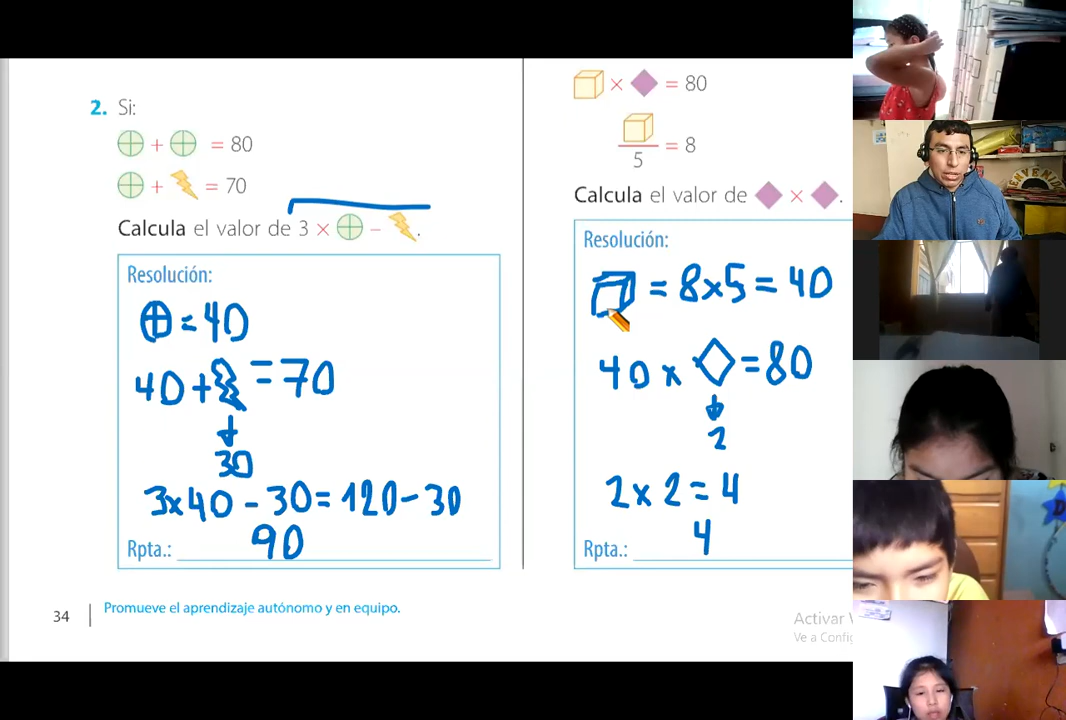 2. Si:
+ = 80
+ = 70
Calcula el valor de 3 × - .
Resolución:
= 40
40 + = 70
30
3x40 - 30 = 120 - 30
Rpta.: 90
× = 80
5 = 8
Calcula el valor de × .
Resolución:
= 8x5 = 40
40 x = 80
2
2 x 2 = 4
Rpta.: 4
34 Promueve el aprendizaje autónomo y en equipo.
Activar
Ve a Config
BIENVENIDO